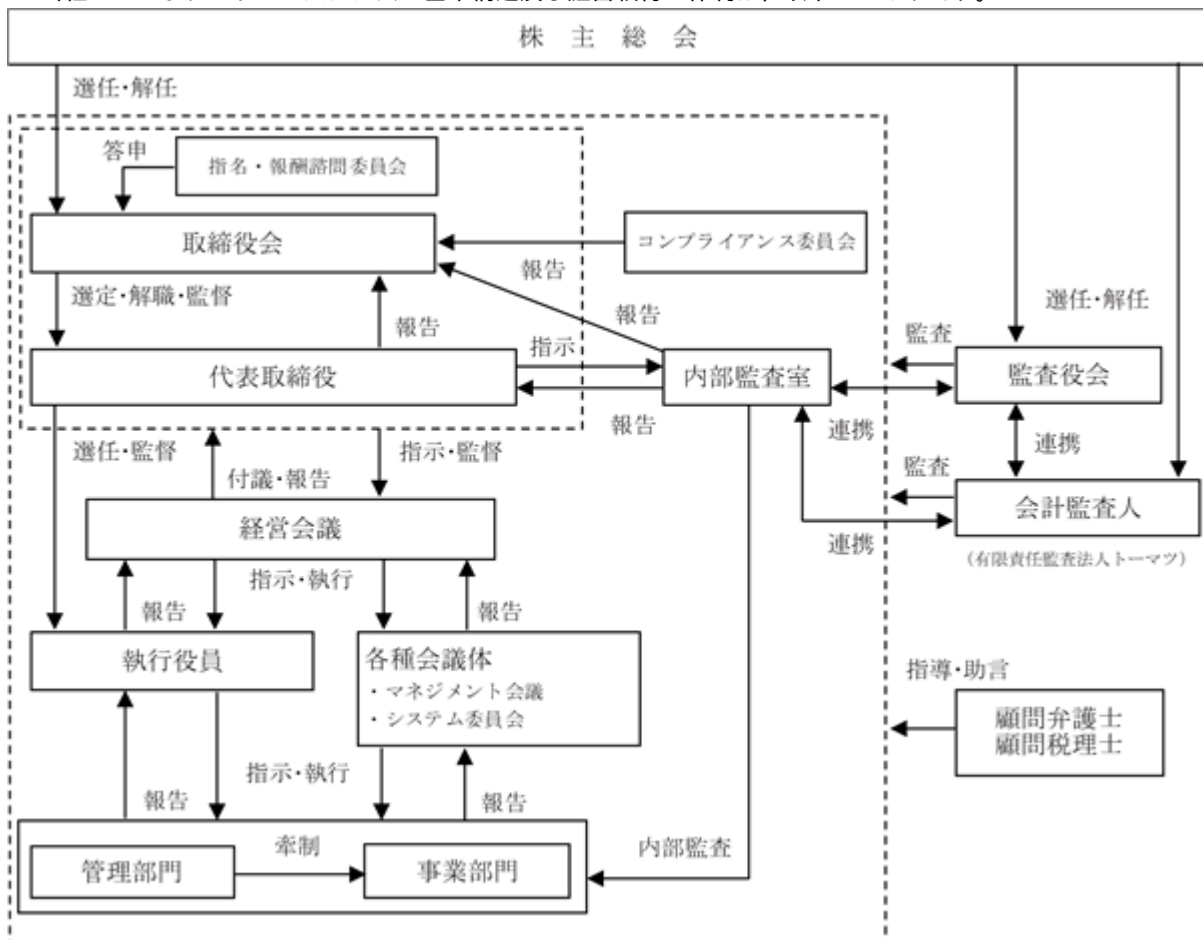 株主総会
選任・解任
答申
指名・報酬諮問委員会
取締役会
コンプライアンス委員会
報告
選定・解職・監督
報告
報告
選任・解任
指示
監査
代表取締役
内部監査室
監査役会
報告
連携
連携
選任・監督
指示・監督
付議・報告
監査
経営会議
会計監査人
連携
(有限責任監査法人トーマツ)
指示・執行
報告
報告
執行役員
各種会議体
・マネジメント会議
・システム委員会
指導・助言
顧問弁護士
顧問税理士
指示・執行
報告
報告
牽制
内部監査
管理部門
事業部門